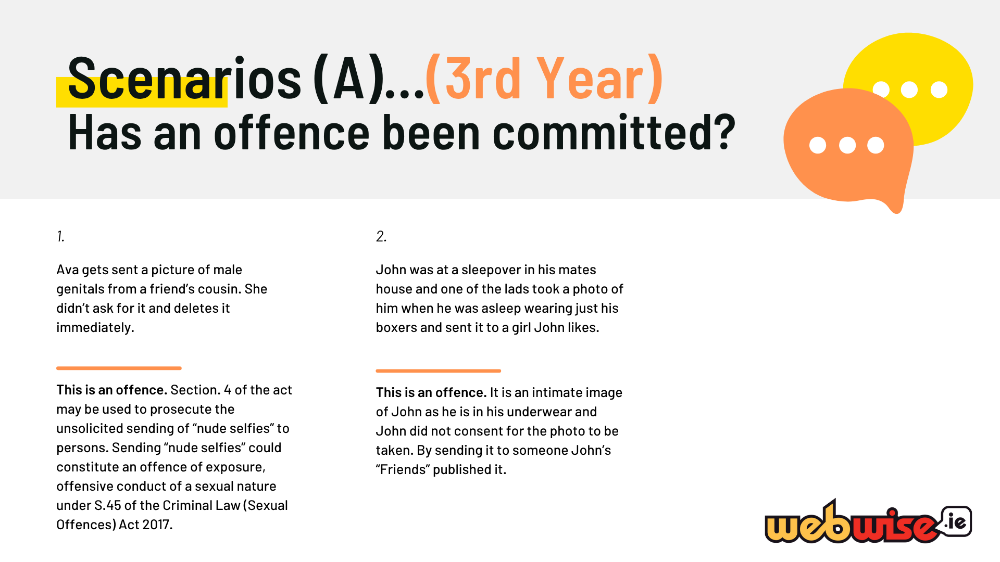 Scenarios (A)...(3rd Year)
Has an offence been committed?
1.
Ava gets sent a picture of male
genitals from a friend’s cousin. She
didn’t ask for it and deletes it
immediately.
This is an offence. Section. 4 of the act
may be used to prosecute the
unsolicited sending of “nude selfies” to
persons. Sending “nude selfies” could
constitute an offence of exposure,
offensive conduct of a sexual nature
under S.45 of the Criminal Law (Sexual
Offences) Act 2017.
2.
John was at a sleepover in his mates
house and one of the lads took a photo of
him when he was asleep wearing just his
boxers and sent it to a girl John likes.
This is an offence. It is an intimate image
of John as he is in his underwear and
John did not consent for the photo to be
taken. By sending it to someone John’s
“Friends” published it.
webwise.ie